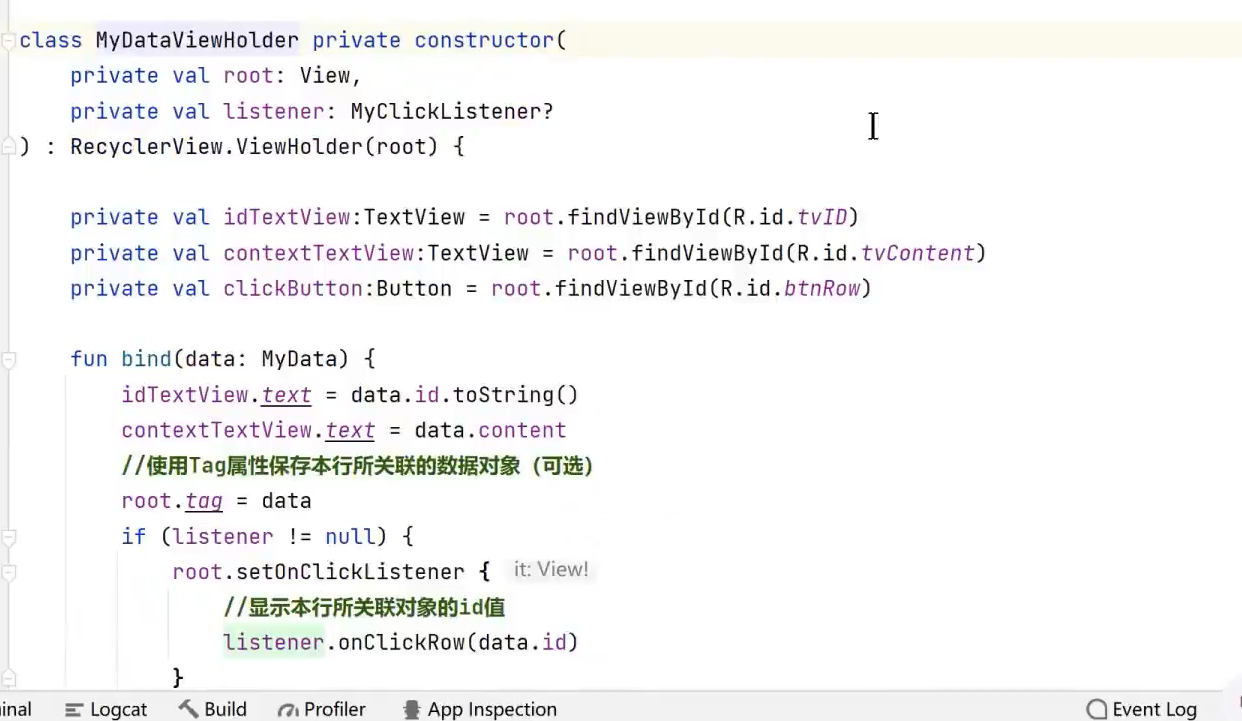 class MyDataViewHolder private constructor(
    private val root: View,
    private val listener: MyClickListener?
) : RecyclerView.ViewHolder(root) {
    private val idTextView:TextView = root.findViewById(R.id.tvID)
    private val contextTextView:TextView = root.findViewById(R.id.tvContent)
    private val clickButton:Button = root.findViewById(R.id.btnRow)
    fun bind(data: MyData) {
        idTextView.text = data.id.toString()
        contextTextView.text = data.content
        //使用Tag属性保存本行所关联的数据对象（可选）
        root.tag = data
        if (listener != null) {
            root.setOnClickListener { it: View!
                //显示本行所关联对象的id值
                listener.onClickRow(data.id)
            }
inal Logcat Build Profiler App Inspection Event Log